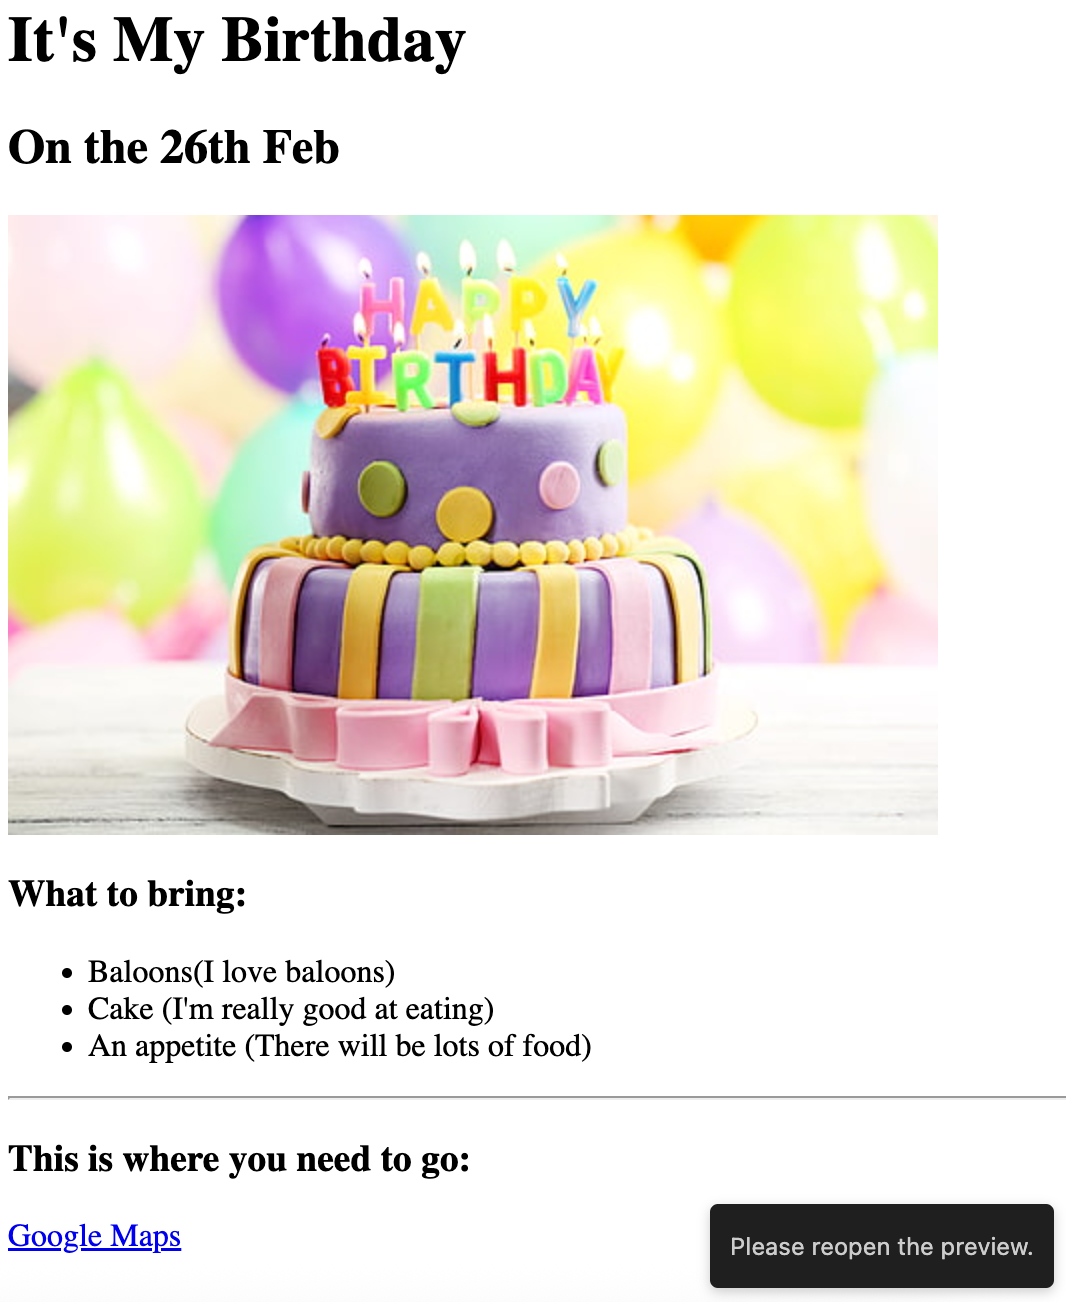 It's My Birthday
On the 26th Feb
HAPPY
BIRTHDAY
What to bring:
Baloons(I love baloons)
Cake (I'm really good at eating)
An appetite (There will be lots of food)
This is where you need to go:
Google Maps
Please reopen the preview.